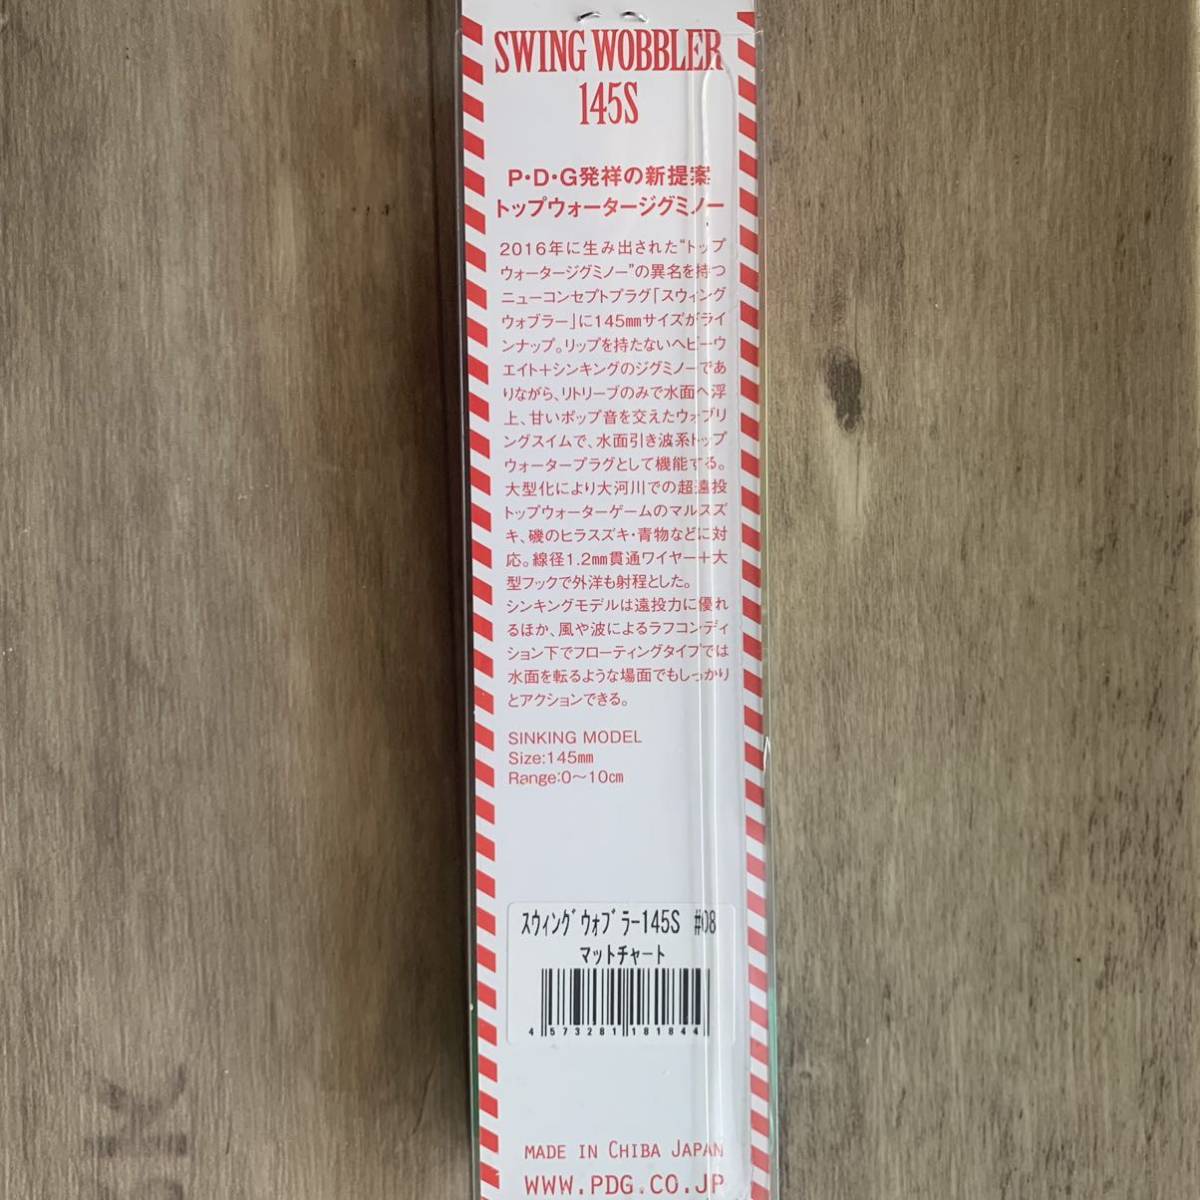 SWING WOBBLER
145S
P・D・G発祥の新提案
トップウォータージグミノー
2016年に生み出された"トップ
ウォータージグミノー"の異名を持つ
ニューコンセプトプラグ「スウィング
ウォブラー」に145㎜サイズがライ
ンナップ。リップを持たないヘビーウ
エイト＋シンキングのジグミノーであ
りながら、リトリーブのみで水面へ浮
上、甘いポップ音を交えたウォブリ
ングスイムで、水面引き波系トップ
ウォータープラグとして機能する。
大型化により大河川での超遠投
トップウォーターゲームのマルスズ
キ、磯のヒラスズキ・青物などに対
応。線径1.2㎜貫通ワイヤー＋大
型フックで外洋も射程とした。
シンキングモデルは遠投力に優れ
るほか、風や波によるラフコンディ
ション下でフローティングタイプでは
水面を転るような場面でもしっかり
とアクションできる。
SINKING MODEL
Size:145㎜
Range:0〜10㎝
ｽｳｨﾝｸﾞｳｫﾌﾞﾗｰ145S #08
マットチャート
4 573281 181844
MADE IN CHIBA JAPAN
WWW.PDG.CO.JP